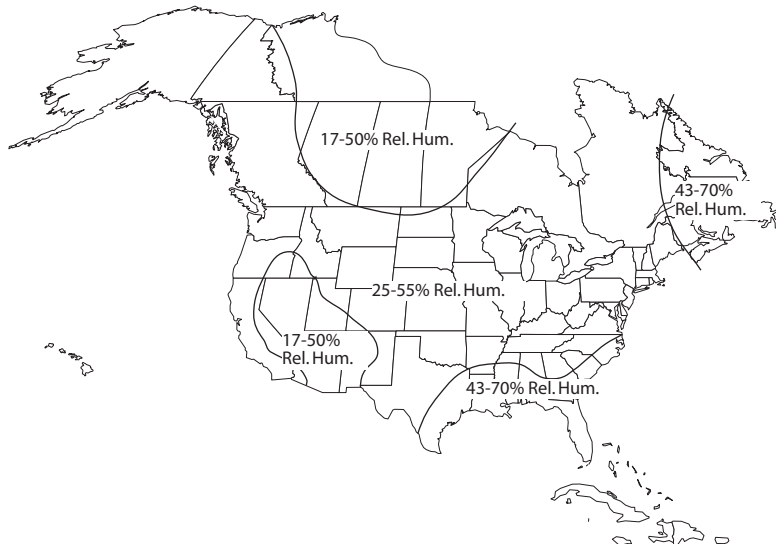 17-50% Rel. Hum.
43-70%
Rel. Hum.
25-55% Rel. Hum.
17-50%
Rel. Hum.
43-70% Rel. Hum.